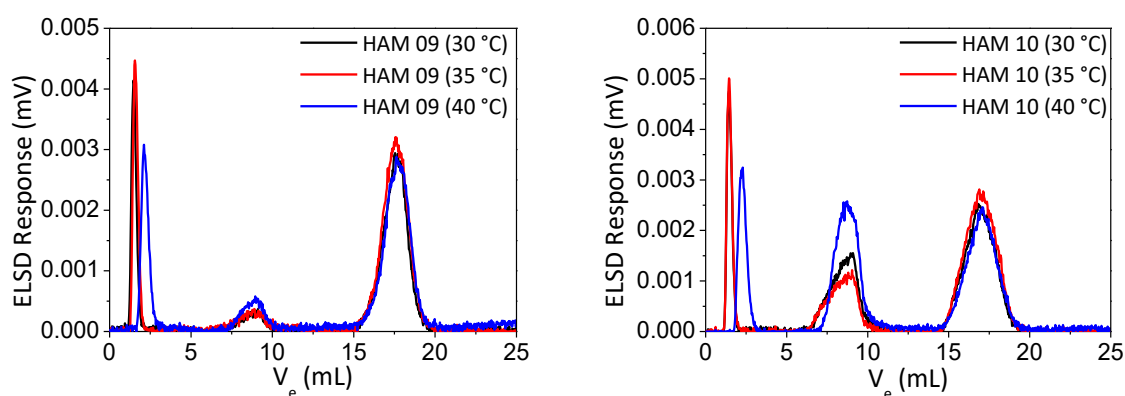 0.005
0.004
0.003
0.002
0.001
0.000
ELSD Response (mV)
HAM 09 (30 °C)
HAM 09 (35 °C)
HAM 09 (40 °C)
0 5 10 15 20 25
V_e (mL)
0.006
0.005
0.004
0.003
0.002
0.001
0.000
ELSD Response (mV)
HAM 10 (30 °C)
HAM 10 (35 °C)
HAM 10 (40 °C)
0 5 10 15 20 25
V_e (mL)